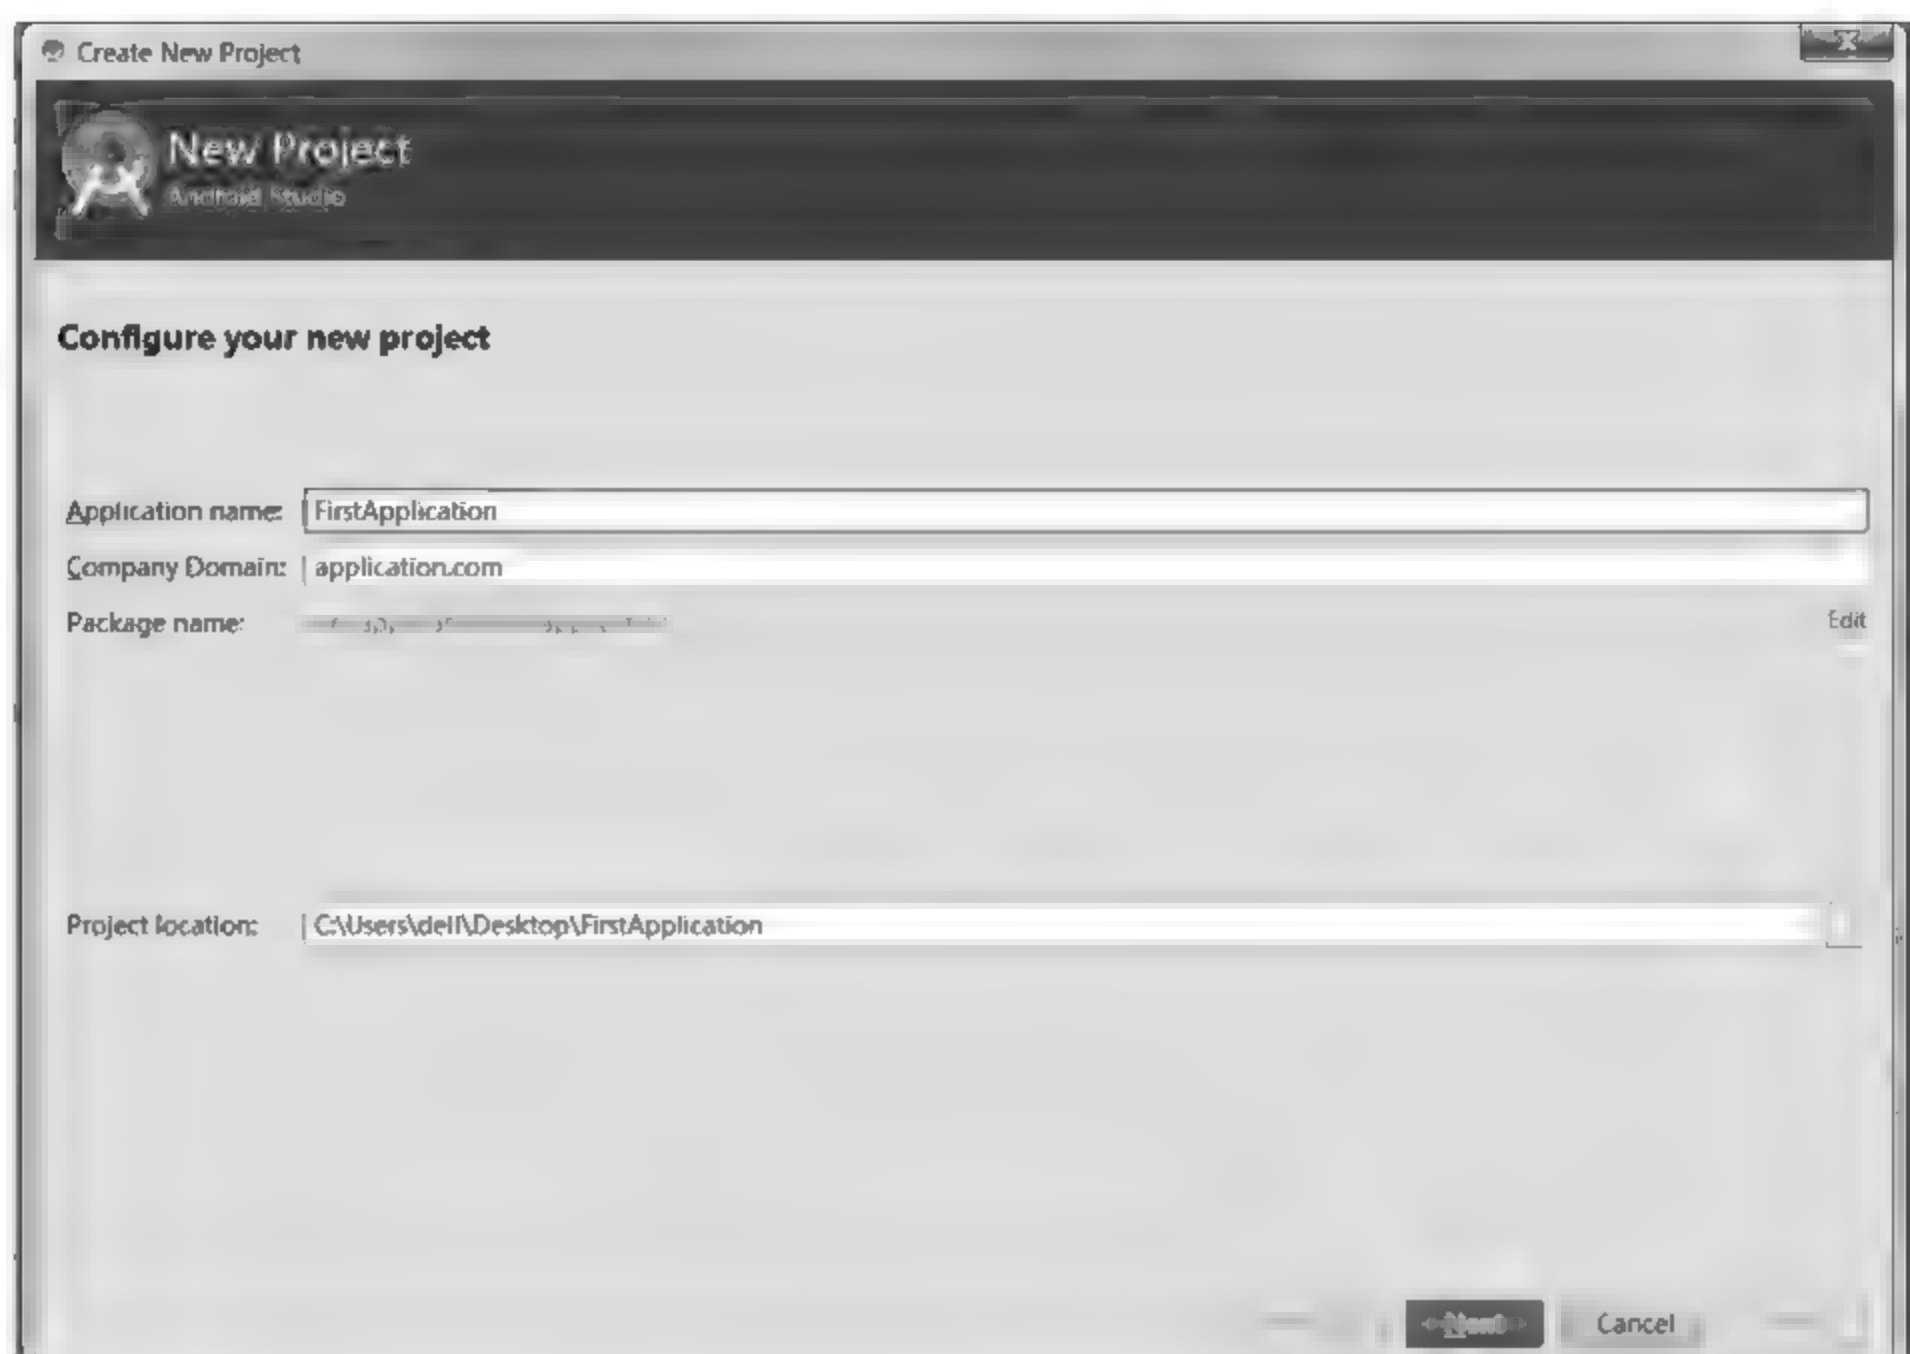 Create New Project
New Project
Android Studio
Configure your new project
Application name: FirstApplication
Company Domain: application.com
Package name: Edit
Project location: C:\Users\dell\Desktop\FirstApplication
Next Cancel